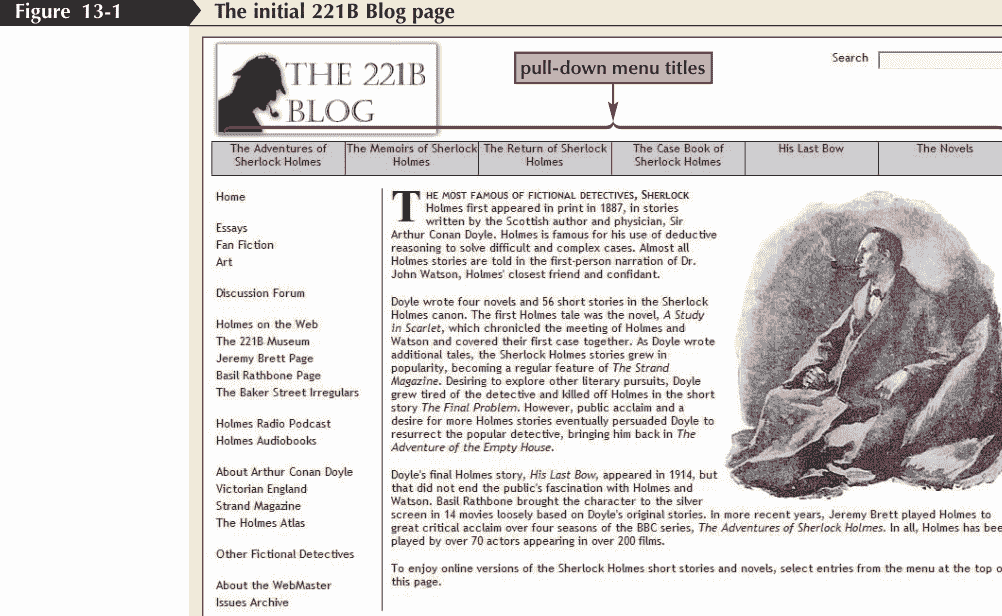 Figure 13-1
The initial 221B Blog page
THE 221B
BLOG
pull-down menu titles
Search
The Adventures of
Sherlock Holmes
The Memoirs of Sherlock
Holmes
The Return of Sherlock
Holmes
The Case Book of
Sherlock Holmes
His Last Bow
The Novels
Home
Essays
Fan Fiction
Art
Discussion Forum
Holmes on the Web
The 221B Museum
Jeremy Brett Page
Basil Rathbone Page
The Baker Street Irregulars
Holmes Radio Podcast
Holmes Audiobooks
About Arthur Conan Doyle
Victorian England
Strand Magazine
The Holmes Atlas
Other Fictional Detectives
About the WebMaster
Issues Archive
THE MOST FAMOUS OF FICTIONAL DETECTIVES, SHERLOCK
Holmes first appeared in print in 1887, in stories
written by the Scottish author and physician, Sir
Arthur Conan Doyle. Holmes is famous for his use of deductive
reasoning to solve difficult and complex cases. Almost all
Holmes stories are told in the first-person narration of Dr.
John Watson, Holmes' closest friend and confidant.
Doyle wrote four novels and 56 short stories in the Sherlock
Holmes canon. The first Holmes tale was the novel, A Study
in Scarlet, which chronicled the meeting of Holmes and
Watson and covered their first case together. As Doyle wrote
additional tales, the Sherlock Holmes stories grew in
popularity, becoming a regular feature of The Strand
Magazine. Desiring to explore other literary pursuits, Doyle
grew tired of the detective and killed off Holmes in the short
story The Final Problem. However, public acclaim and a
desire for more Holmes stories eventually persuaded Doyle to
resurrect the popular detective, bringing him back in The
Adventure of the Empty House.
Doyle's final Holmes story, His Last Bow, appeared in 1914, but
that did not end the public's fascination with Holmes and
Watson. Basil Rathbone brought the character to the silver
screen in 14 movies loosely based on Doyle's original stories. In more recent years, Jeremy Brett played Holmes to
great critical acclaim over four seasons of the BBC series, The Adventures of Sherlock Holmes. In all, Holmes has bee
played by over 70 actors appearing in over 200 films.
To enjoy online versions of the Sherlock Holmes short stories and novels, select entries from the menu at the top o
this page.